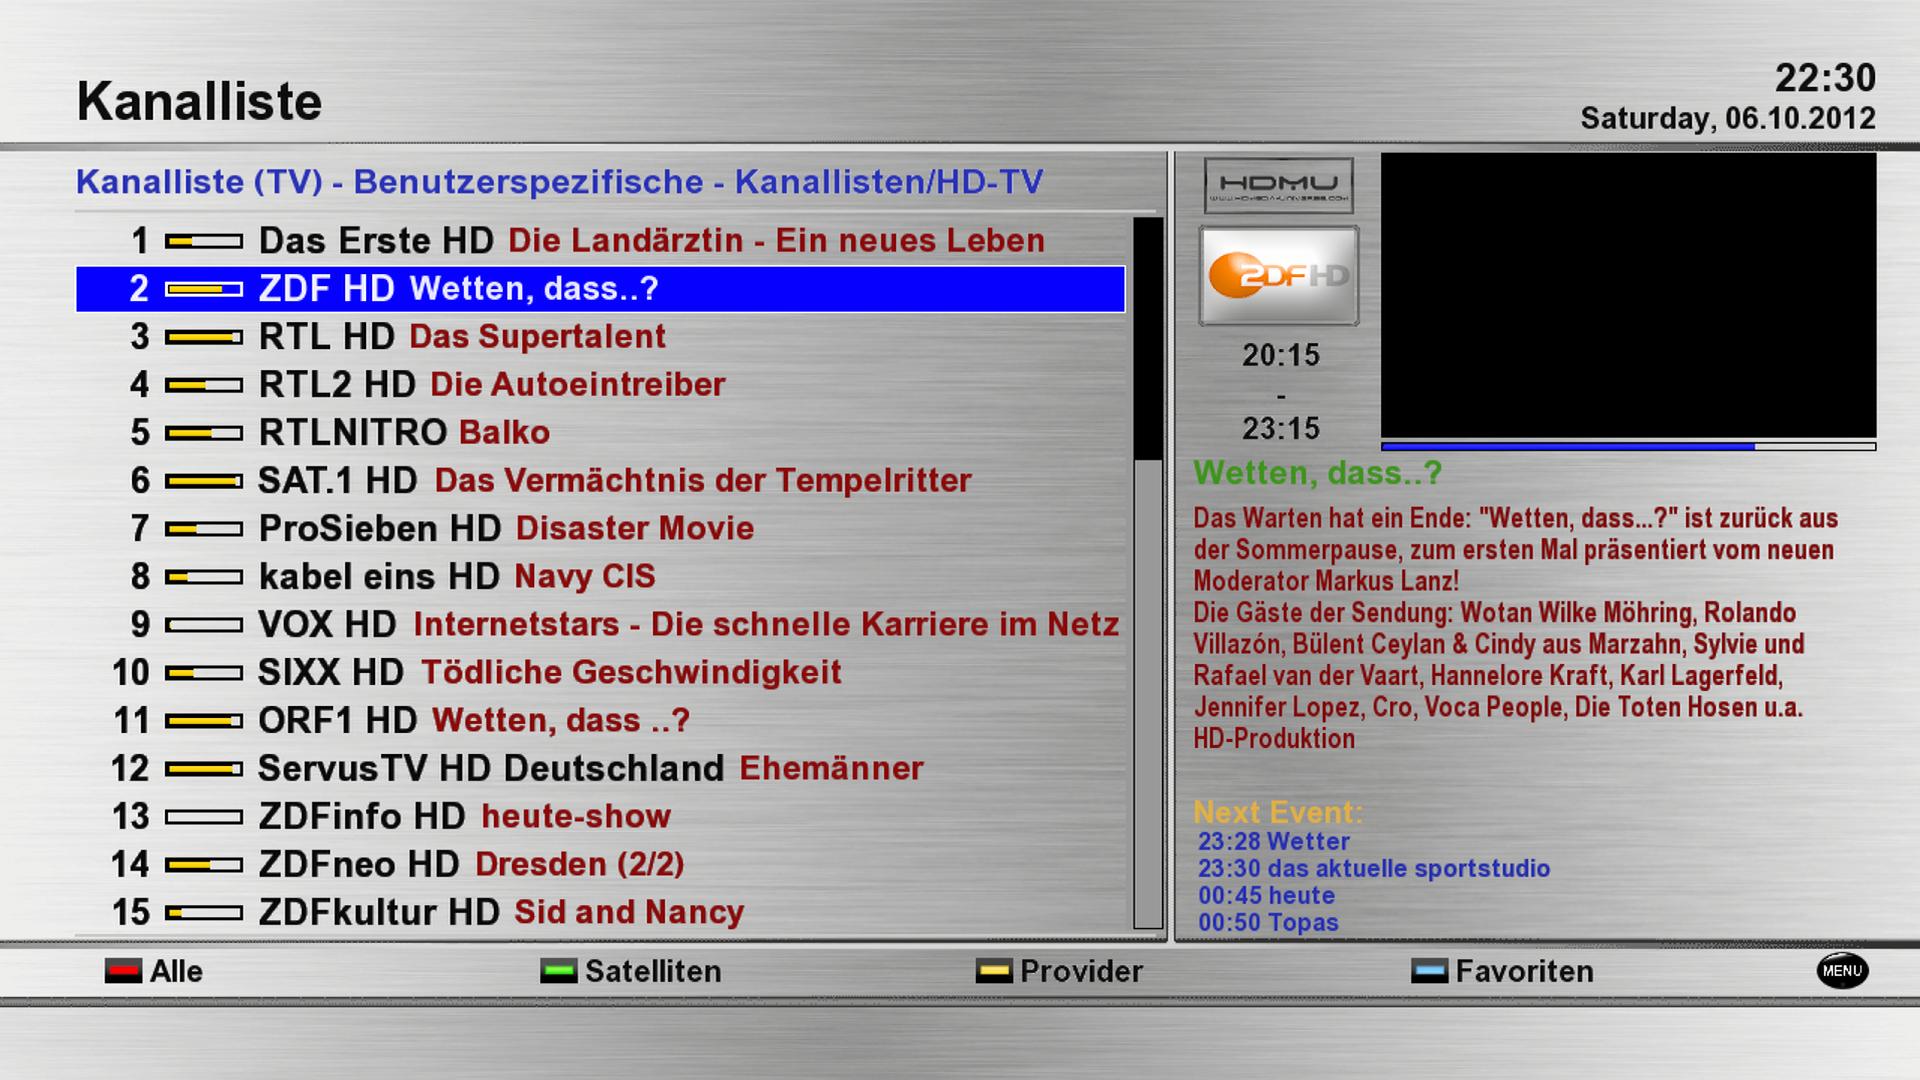 Kanalliste
22:30
Saturday, 06.10.2012
Kanalliste (TV) - Benutzerspezifische - Kanallisten/HD-TV
1 Das Erste HD Die Landärztin - Ein neues Leben
2 ZDF HD Wetten, dass..?
3 RTL HD Das Supertalent
4 RTL2 HD Die Autoeintreiber
5 RTLNITRO Balko
6 SAT.1 HD Das Vermächtnis der Tempelritter
7 ProSieben HD Disaster Movie
8 kabel eins HD Navy CIS
9 VOX HD Internetstars - Die schnelle Karriere im Netz
10 SIXX HD Tödliche Geschwindigkeit
11 ORF1 HD Wetten, dass ..?
12 ServusTV HD Deutschland Ehemänner
13 ZDFinfo HD heute-show
14 ZDFneo HD Dresden (2/2)
15 ZDFkultur HD Sid and Nancy
HDMU
ZDFHD
20:15
-
23:15
Wetten, dass..?
Das Warten hat ein Ende: "Wetten, dass...?" ist zurück aus
der Sommerpause, zum ersten Mal präsentiert vom neuen
Moderator Markus Lanz!
Die Gäste der Sendung: Wotan Wilke Möhring, Rolando
Villazón, Bülent Ceylan & Cindy aus Marzahn, Sylvie und
Rafael van der Vaart, Hannelore Kraft, Karl Lagerfeld,
Jennifer Lopez, Cro, Voca People, Die Toten Hosen u.a.
HD-Produktion
Next Event:
23:28 Wetter
23:30 das aktuelle sportstudio
00:45 heute
00:50 Topas
Alle
Satelliten
Provider
Favoriten
MENU